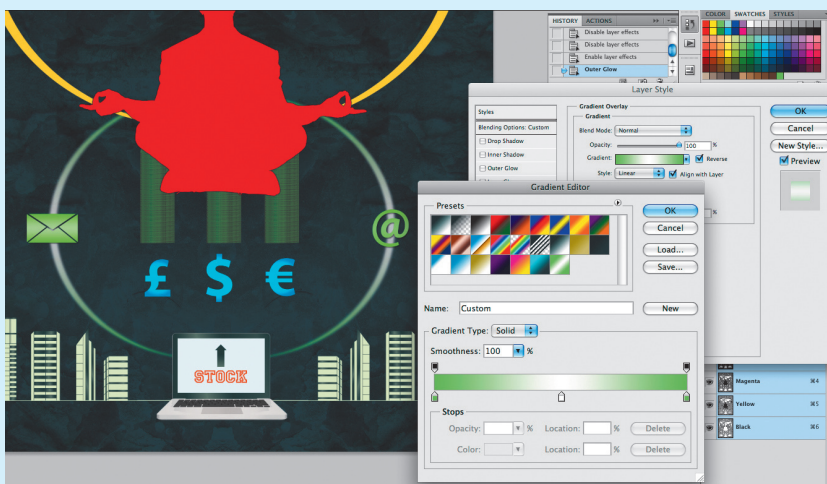 HISTORY ACTIONS
Disable layer effects
Disable layer effects
Enable layer effects
Outer Glow
COLOR SWATCHES STYLES
Layer Style
Styles
Blending Options: Custom
Drop Shadow
Inner Shadow
Outer Glow
Gradient Overlay
Gradient
Blend Mode: Normal
Opacity: 100 %
Gradient: Reverse
Style: Linear Align with Layer
%
OK
Cancel
New Style...
Preview
Gradient Editor
Presets
OK
Cancel
Load...
Save...
Name: Custom
New
Gradient Type: Solid
Smoothness: 100 %
Stops
Opacity: % Location: % Delete
Color: Location: % Delete
Magenta ⌘4
Yellow ⌘5
Black ⌘6
@
£ $ €
STOCK